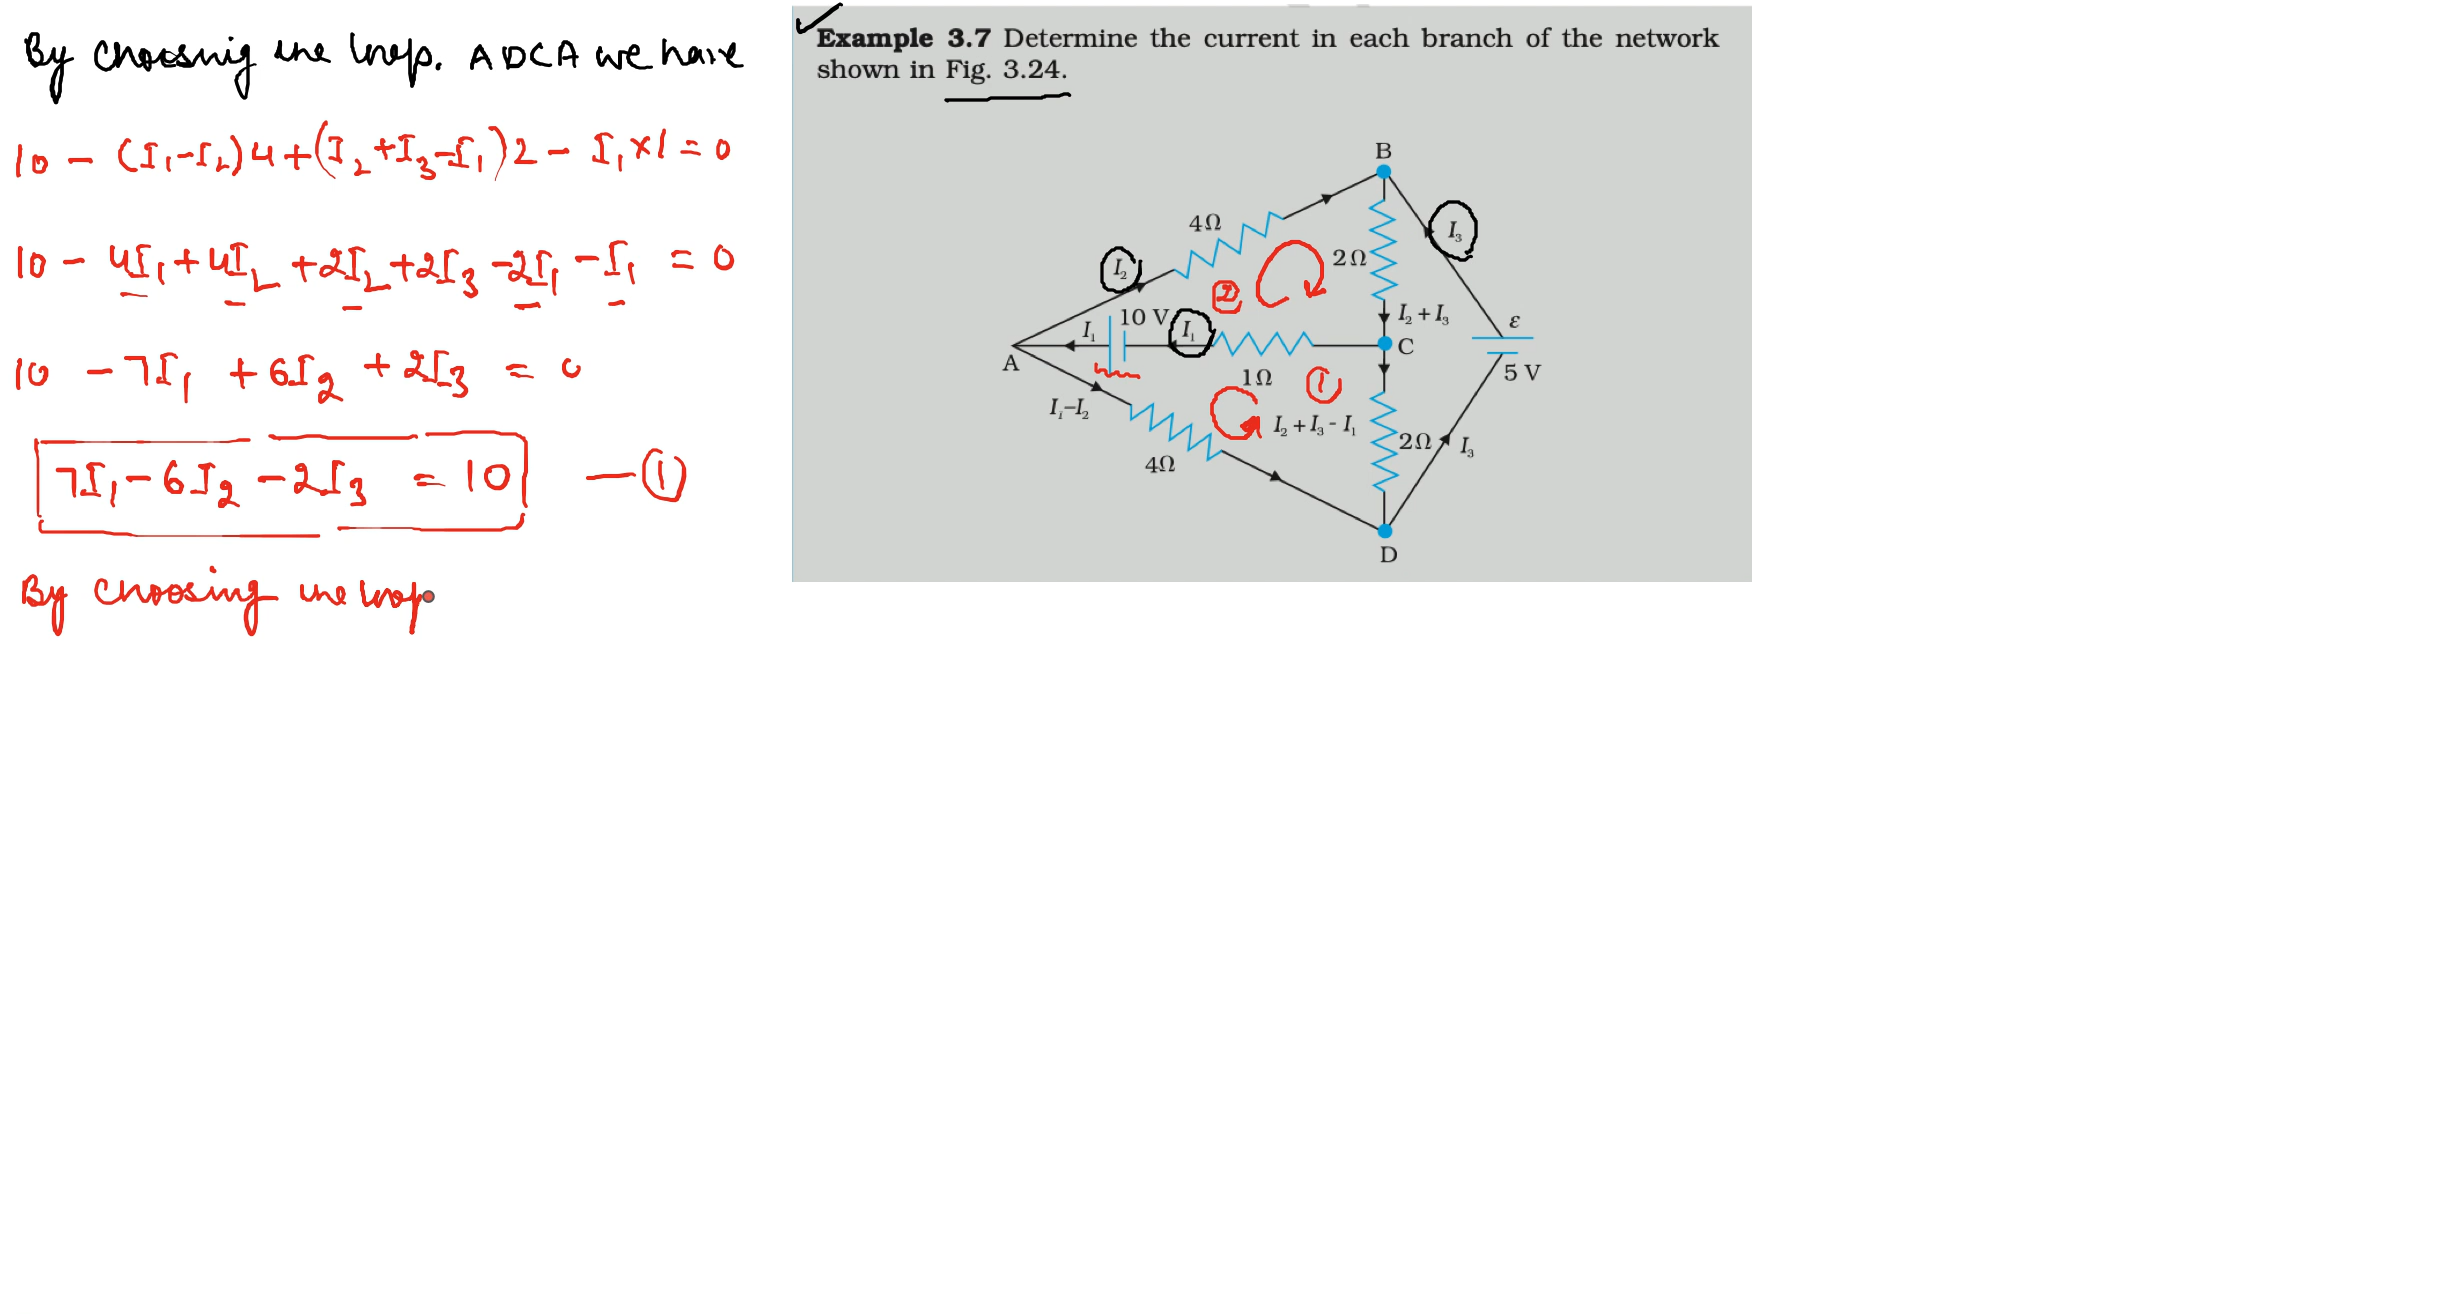 By choosing the loop. ADCA we have
10 - (I₁-I₂)4+(I₂+I₃-I₁)2 - I₁×1 = 0
10 - 4I₁+4I₂ +2I₂+2I₃ -2I₁ -I₁ = 0
10 - 7I₁ + 6I₂ + 2I₃ = 0
7I₁ - 6I₂ - 2I₃ = 10 — ①
By choosing the loop
Example 3.7 Determine the current in each branch of the network
shown in Fig. 3.24.
B
4Ω
I₃
I₂
2Ω
②
10 V
I₂ + I₃
ε
I₁
I₁
A
C
1Ω
①
5 V
I₁–I₂
I₂ + I₃ - I₁
2Ω
I₃
4Ω
D